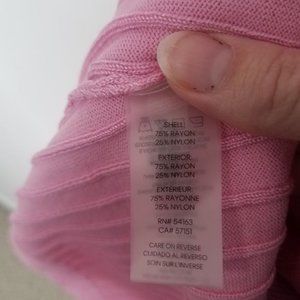 SHELL:
75% RAYON
25% NYLON
EXTERIOR:
75% RAYON
25% NYLON
EXTÉRIEUR:
75% RAYONNE
25% NYLON
RN# 54163
CA# 57151
CARE ON REVERSE
CUIDADO AL REVERSO
SOIN SUR L'INVERSE